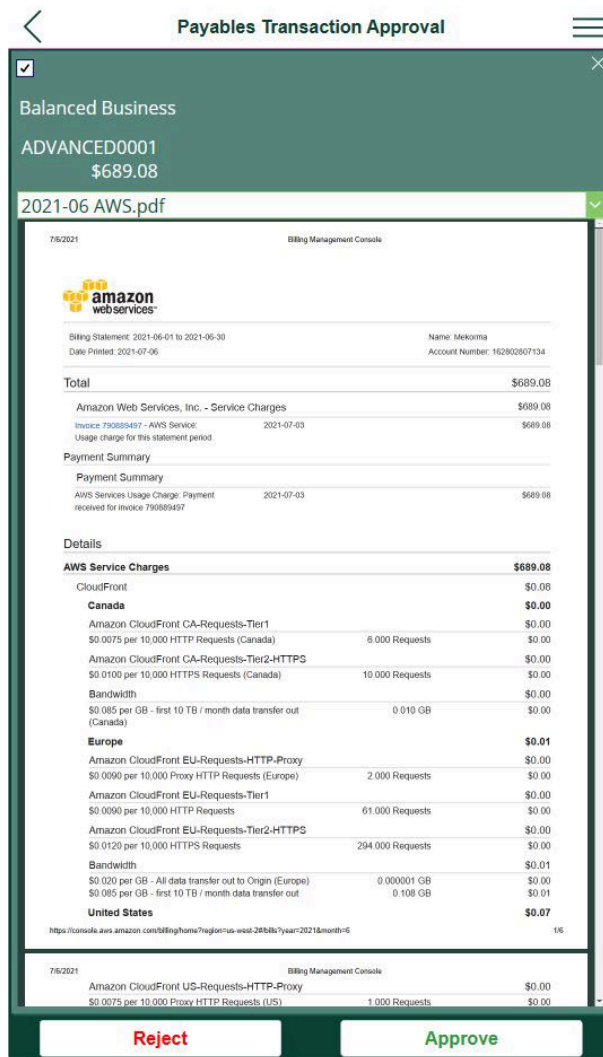 Payables Transaction Approval
Balanced Business
ADVANCED0001
$689.08
2021-06 AWS.pdf
7/6/2021 Billing Management Console
amazon
webservices™
Billing Statement: 2021-06-01 to 2021-06-30 Name: Mekorma
Date Printed: 2021-07-06 Account Number: 162802807134
Total $689.08
Amazon Web Services, Inc. - Service Charges $689.08
Invoice 790889497 - AWS Service: 2021-07-03 $689.08
Usage charge for this statement period
Payment Summary
Payment Summary
AWS Services Usage Charge: Payment 2021-07-03 $689.08
received for invoice 790889497
Details
AWS Service Charges $689.08
CloudFront $0.08
Canada $0.00
Amazon CloudFront CA-Requests-Tier1 $0.00
$0.0075 per 10,000 HTTP Requests (Canada) 6.000 Requests $0.00
Amazon CloudFront CA-Requests-Tier2-HTTPS $0.00
$0.0100 per 10,000 HTTPS Requests (Canada) 10.000 Requests $0.00
Bandwidth $0.00
$0.085 per GB - first 10 TB / month data transfer out 0.010 GB $0.00
(Canada)
Europe $0.01
Amazon CloudFront EU-Requests-HTTP-Proxy $0.00
$0.0090 per 10,000 Proxy HTTP Requests (Europe) 2.000 Requests $0.00
Amazon CloudFront EU-Requests-Tier1 $0.00
$0.0090 per 10,000 HTTP Requests 61.000 Requests $0.00
Amazon CloudFront EU-Requests-Tier2-HTTPS $0.00
$0.0120 per 10,000 HTTPS Requests 294.000 Requests $0.00
Bandwidth $0.01
$0.020 per GB - All data transfer out to Origin (Europe) 0.000001 GB $0.00
$0.085 per GB - first 10 TB / month data transfer out 0.108 GB $0.01
United States $0.07
https://console.aws.amazon.com/billing/home?region=us-west-2#/bills?year=2021&month=6 1/6
7/6/2021 Billing Management Console
Amazon CloudFront US-Requests-HTTP-Proxy $0.00
$0.0075 per 10,000 Proxy HTTP Requests (US) 1.000 Requests $0.00
Reject Approve